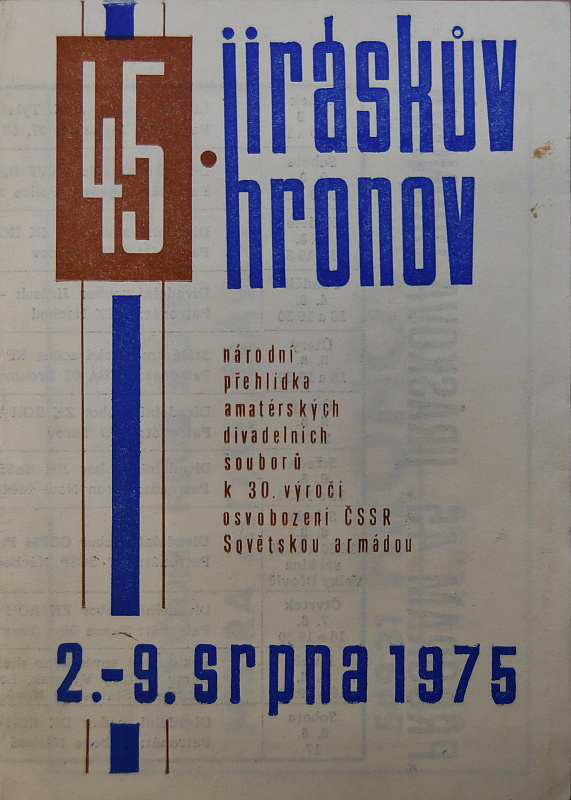 45. jiráskův
hronov
národní
přehlídka
amatérských
divadelních
souborů
k 30. výročí
osvobození ČSSR
Sovětskou armádou
2.-9. srpna 1975